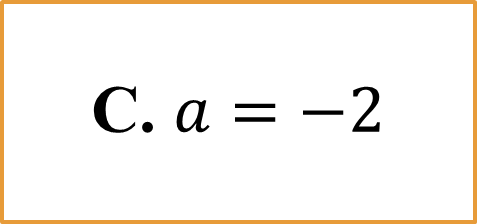 C. a = −2